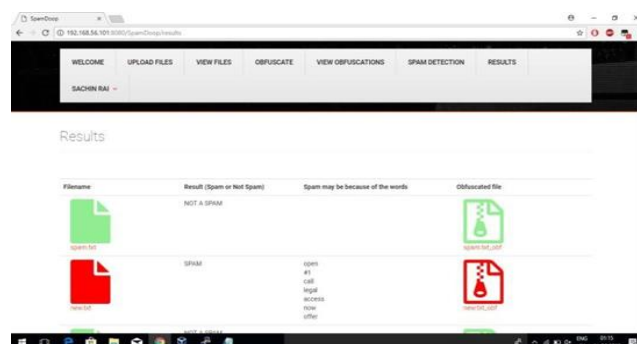 SpamDoop
192.168.56.101:8080/SpamDoop/results
WELCOME UPLOAD FILES VIEW FILES OBFUSCATE VIEW OBFUSCATIONS SPAM DETECTION RESULTS
SACHIN RAI
Results
Filename Result (Spam or Not Spam) Spam may be because of the words Obfuscated file
NOT A SPAM
spam.txt spam.txt_obf
SPAM
open
#1
call
legal
access
now
offer
new.txt new.txt_obf
NOT A SPAM
ENG 01:15